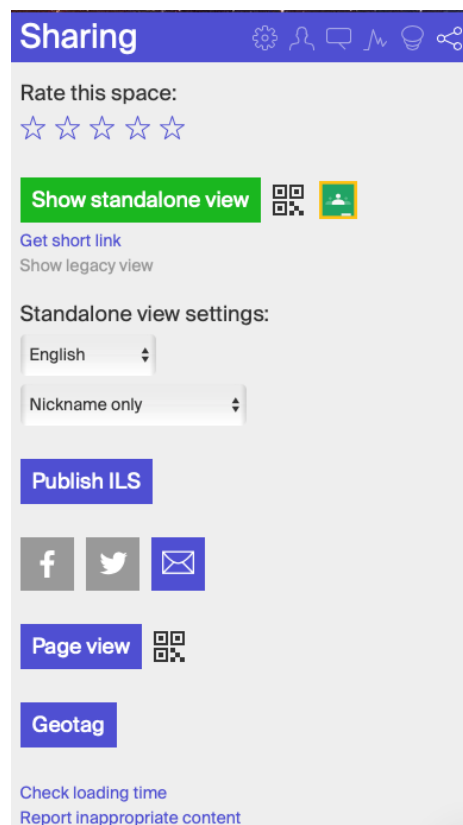 Sharing
Rate this space:
Show standalone view
Get short link
Show legacy view
Standalone view settings:
English
Nickname only
Publish ILS
Page view
Geotag
Check loading time
Report inappropriate content